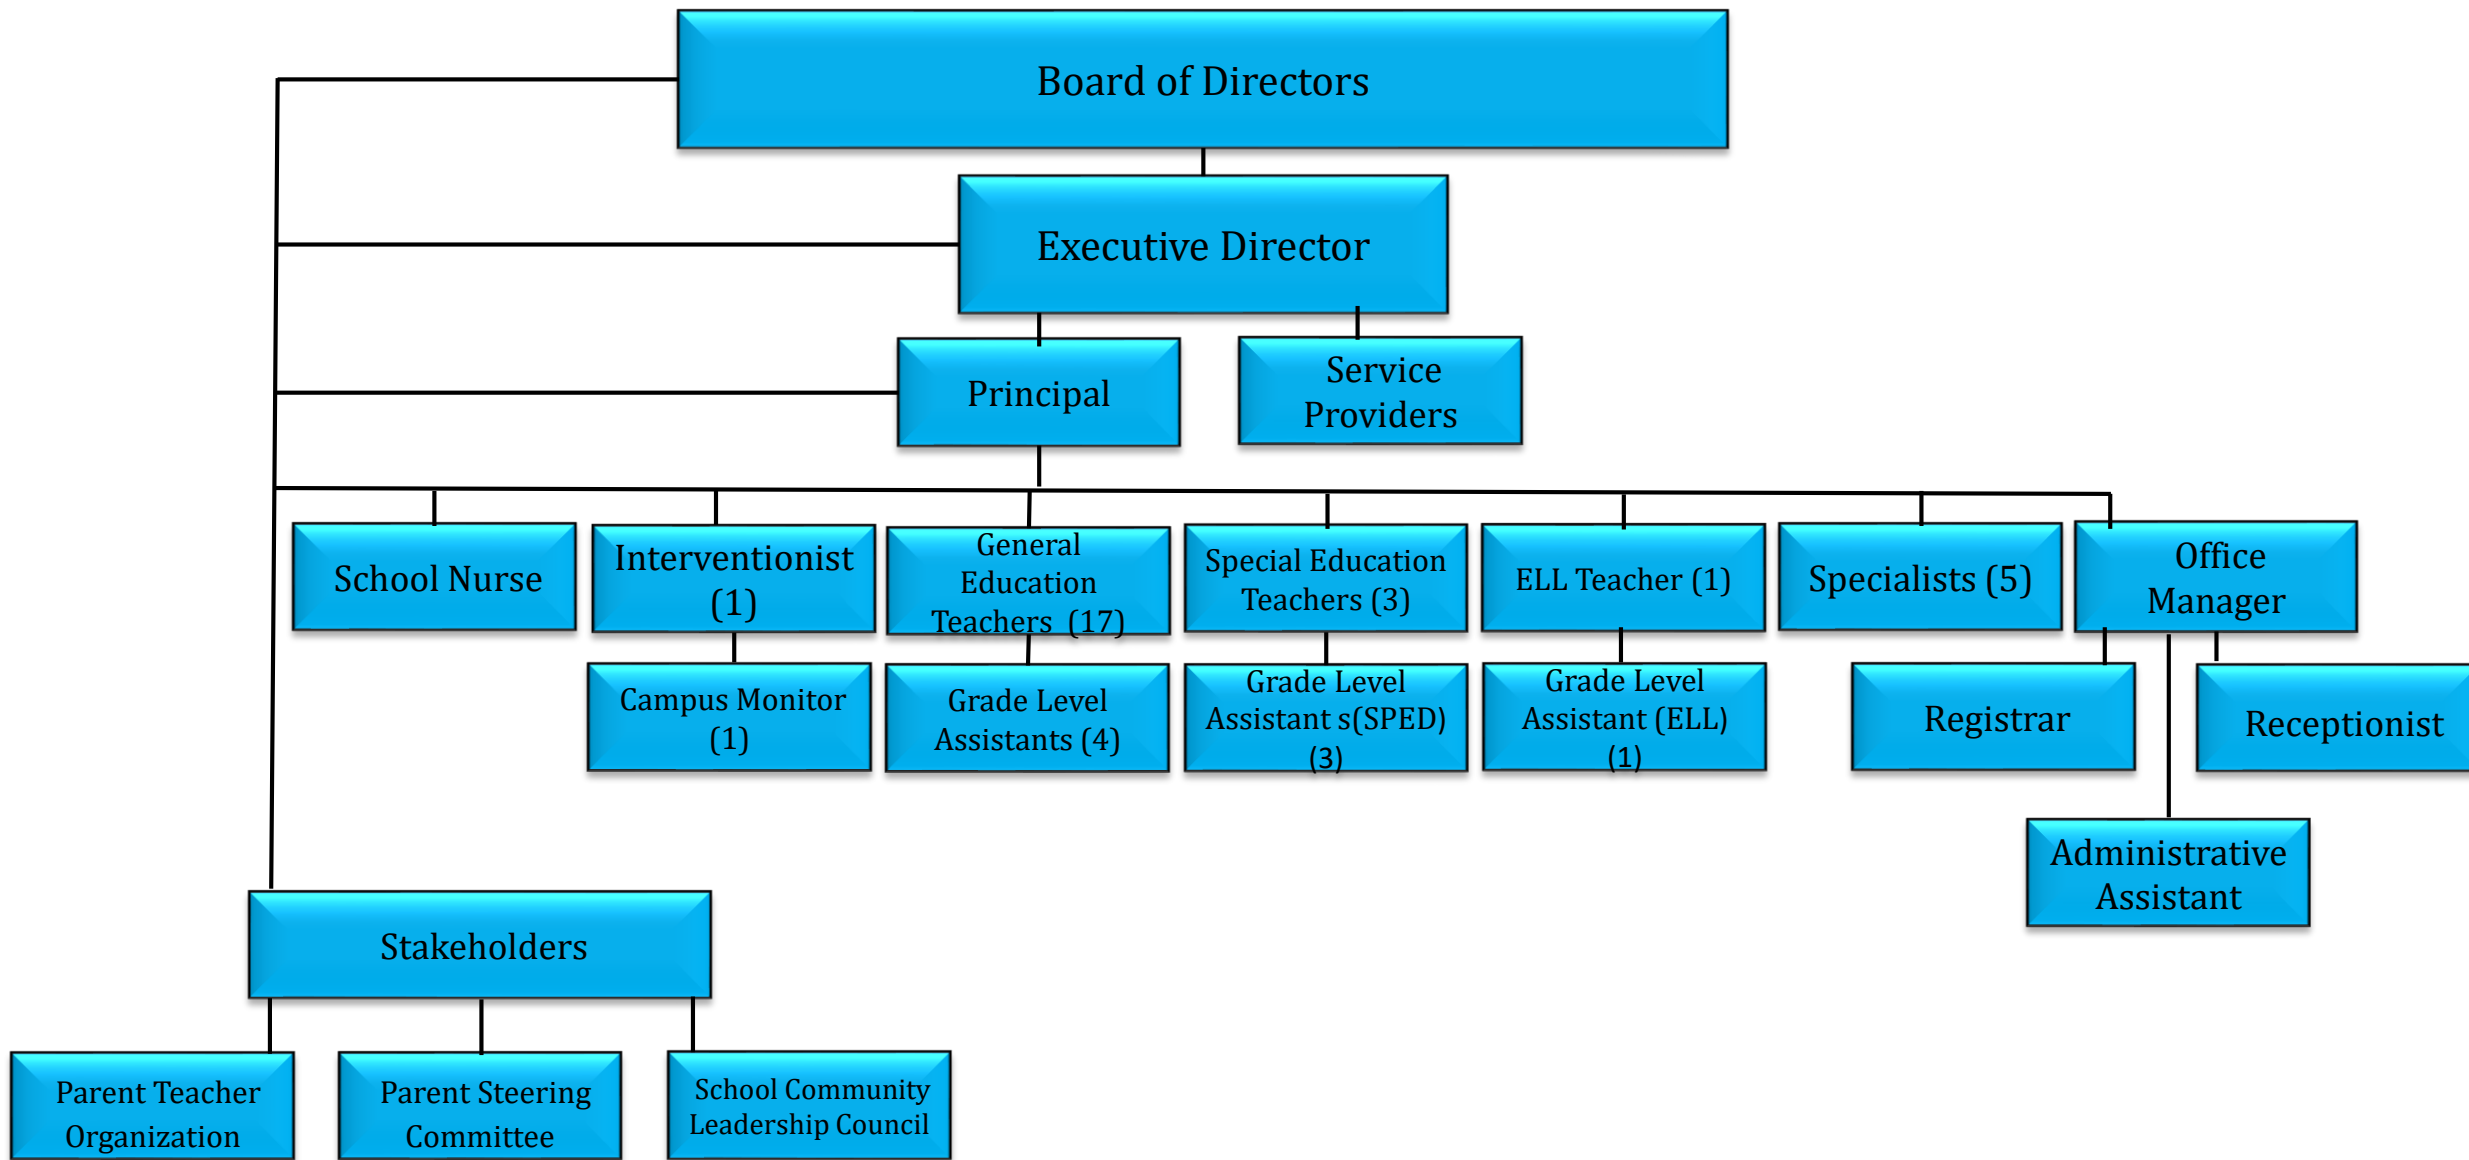 Board of Directors
Executive Director
Principal
Service
Providers
School Nurse
Interventionist
(1)
General
Education
Teachers  (17)
Special Education
Teachers (3)
ELL Teacher (1)
Specialists (5)
Office
Manager
Campus Monitor
(1)
Grade Level
Assistants (4)
Grade Level
Assistant s(SPED)
(3)
Grade Level
Assistant (ELL)
(1)
Registrar
Receptionist
Administrative
Assistant
Stakeholders
Parent Teacher
Organization
Parent Steering
Committee
School Community
Leadership Council